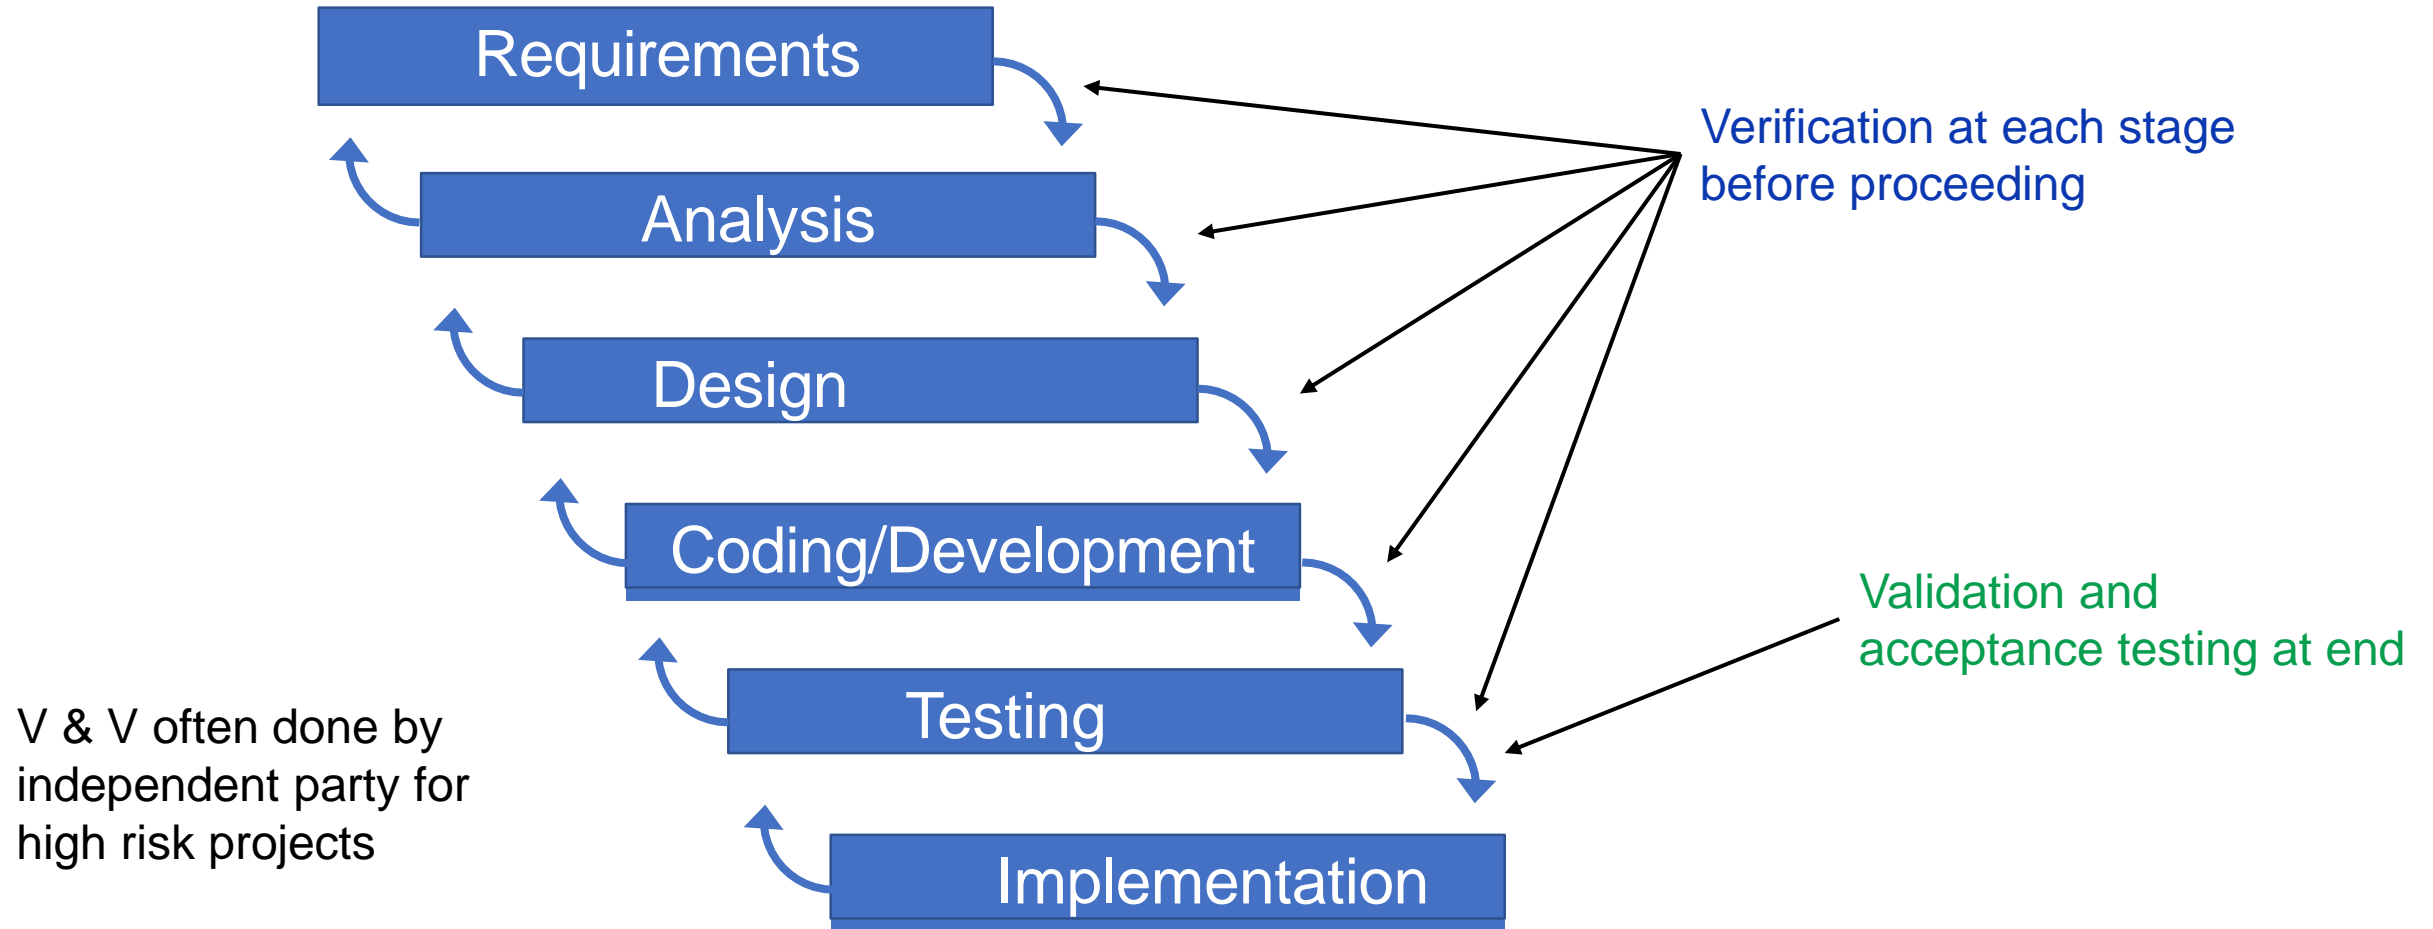 Requirements
Verification at each stage
before proceeding
Analysis
Design
Coding/Development
Validation and
acceptance testing at end
Testing
V & V often done by
independent party for
high risk projects
Implementation